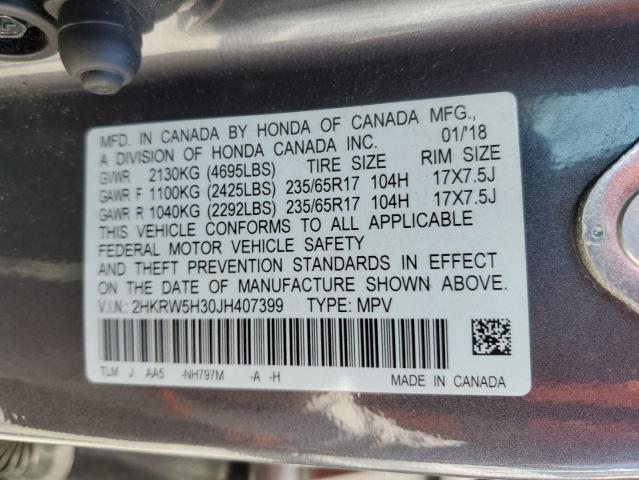 MFD. IN CANADA BY HONDA OF CANADA MFG.,
A DIVISION OF HONDA CANADA INC. 01/'18
GVWR 2130KG (4695LBS) TIRE SIZE RIM SIZE
GAWR F 1100KG (2425LBS) 235/65R17 104H 17X7.5J
GAWR R 1040KG (2292LBS) 235/65R17 104H 17X7.5J
THIS VEHICLE CONFORMS TO ALL APPLICABLE
FEDERAL MOTOR VEHICLE SAFETY
AND THEFT PREVENTION STANDARDS IN EFFECT
ON THE DATE OF MANUFACTURE SHOWN ABOVE.
V.I.N.: 2HKRW5H30JH407399 TYPE: MPV
TLM J AA5 -NH797M -A -H
MADE IN CANADA